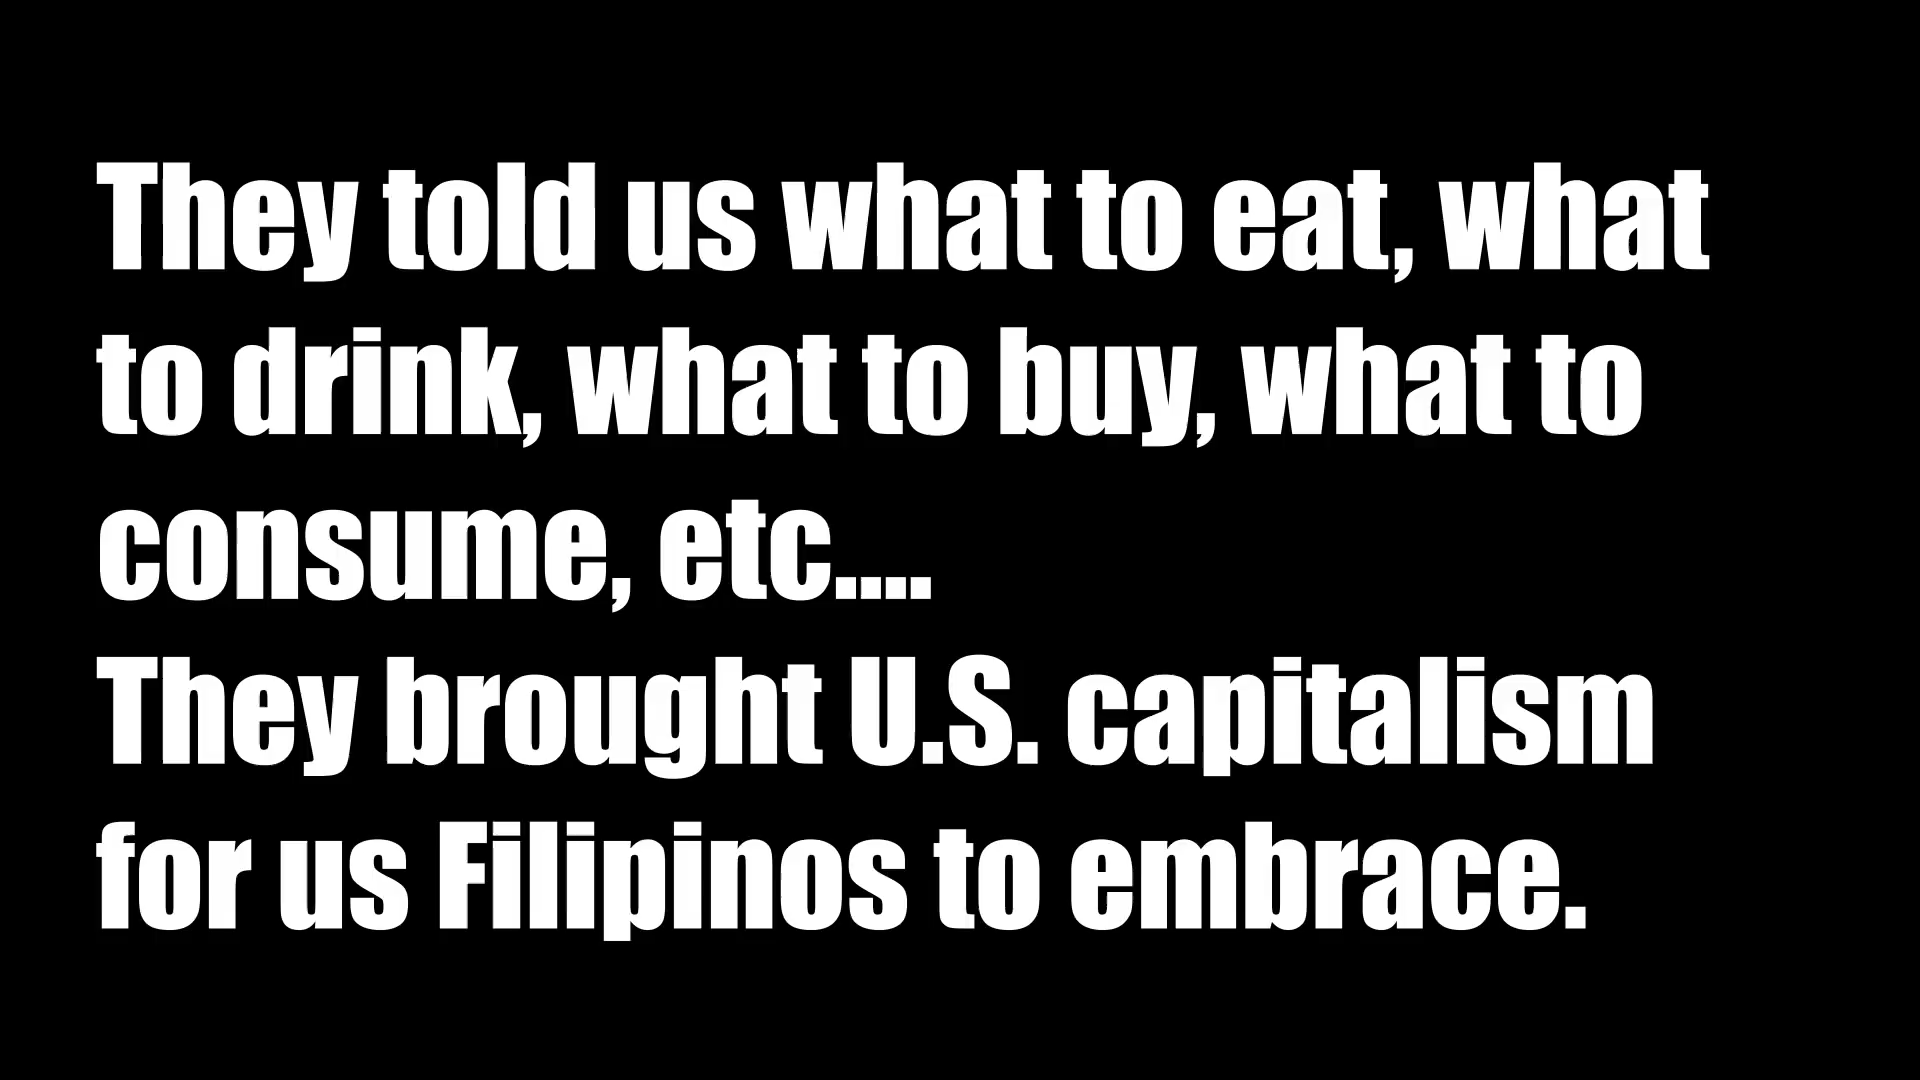 They told us what to eat, what
to drink, what to buy, what to
consume, etc....
They brought U.S. capitalism
for us Filipinos to embrace.